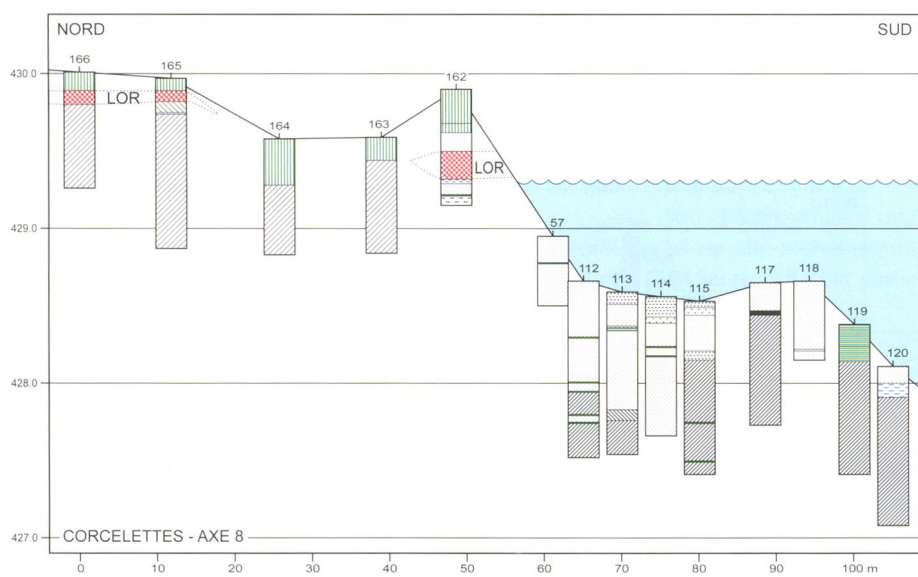 NORD SUD
166 165 162
430.0
LOR
164 163
LOR
429.0
57
112 113 114 115 117 118
119
120
428.0
427.0
CORCELETTES - AXE 8
0 10 20 30 40 50 60 70 80 90 100 m